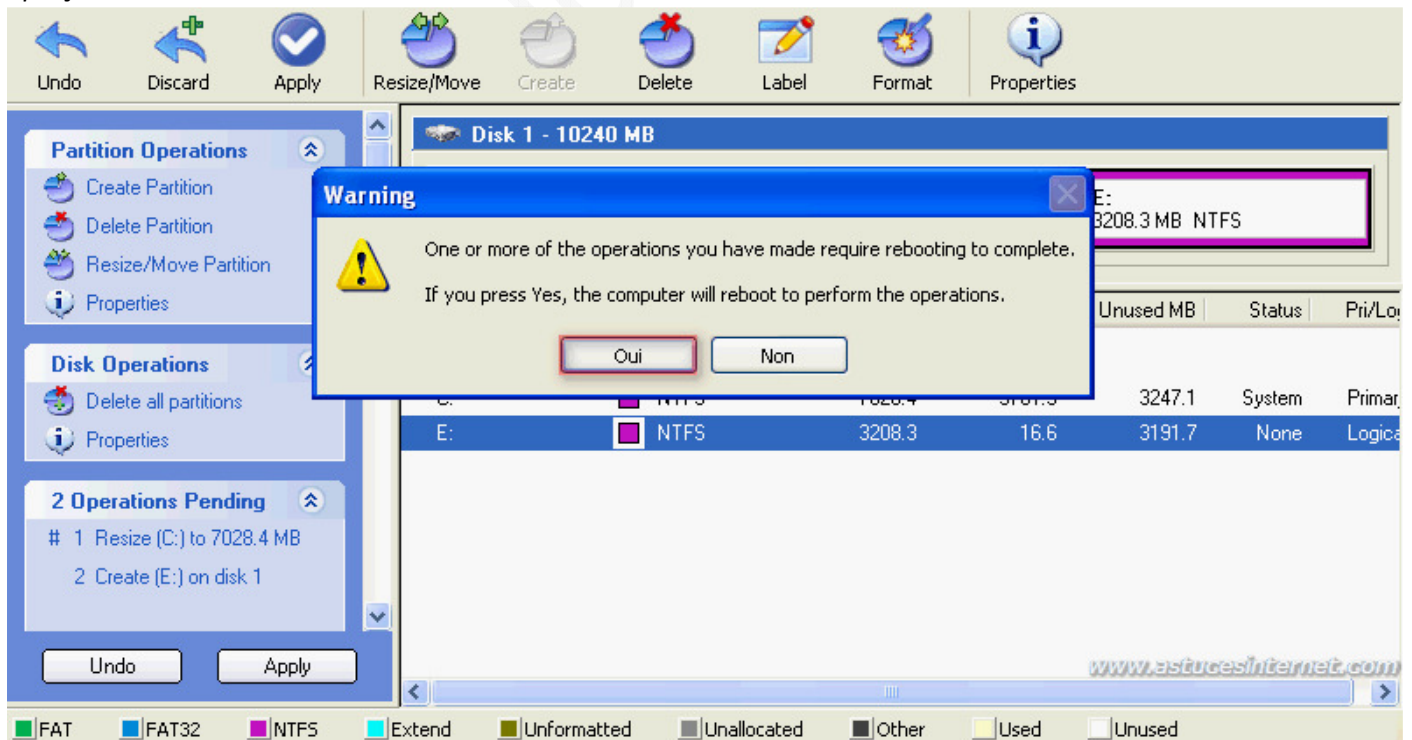 Undo Discard Apply Resize/Move Create Delete Label Format Properties
Partition Operations
Create Partition
Delete Partition
Resize/Move Partition
Properties
Disk Operations
Delete all partitions
Properties
2 Operations Pending
# 1 Resize (C:) to 7028.4 MB
2 Create (E:) on disk 1
Undo Apply
Disk 1 - 10240 MB
E:
3208.3 MB NTFS
Warning
One or more of the operations you have made require rebooting to complete.
If you press Yes, the computer will reboot to perform the operations.
Oui Non
Unused MB Status
3247.1 System
E: NTFS 3208.3 16.6 3191.7 None
www.astucesinternet.com
FAT FAT32 NTFS Extend Unformatted Unallocated Other Used Unused